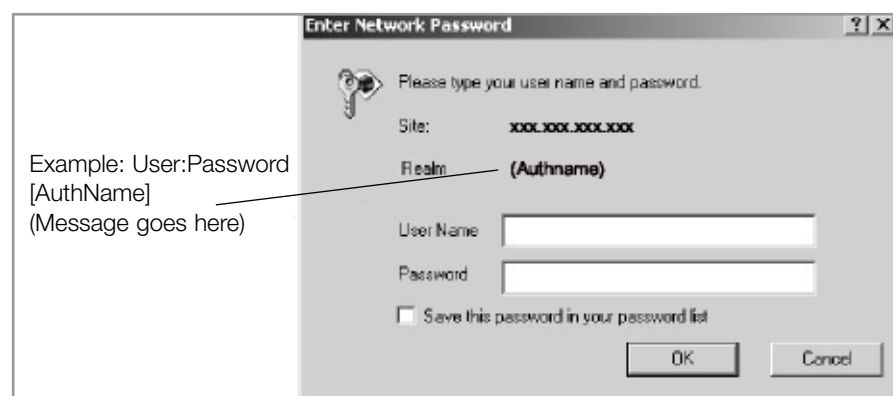 Enter Network Password
Please type your user name and password.
Site: xxx.xxx.xxx.xxx
Example: User:Password
[AuthName]
(Message goes here)
Realm (Authname)
User Name
Password
Save this password in your password list
OK Cancel